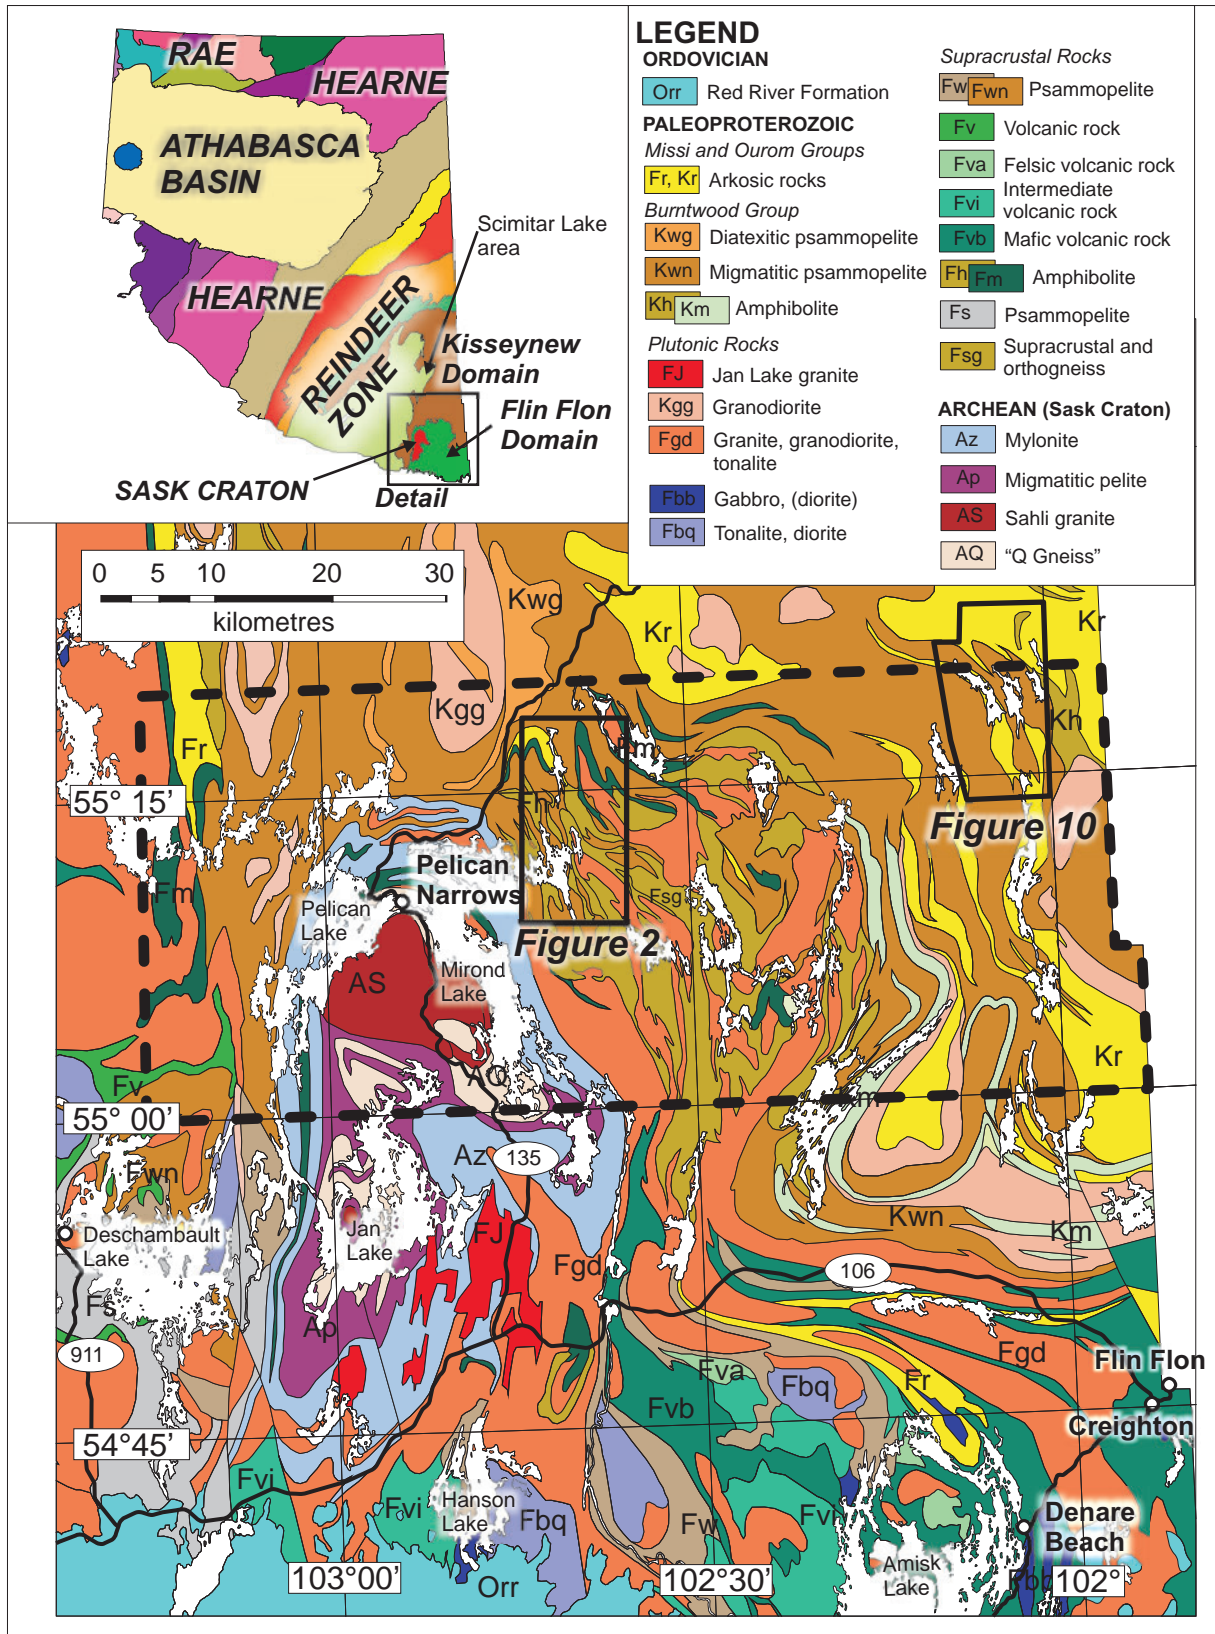 RAE
HEARNE
ATHABASCA
BASIN
HEARNE
REINDEER
ZONE
Scimitar Lake
area
Kisseynew
Domain
Flin Flon
Domain
SASK CRATON
Detail
LEGEND
ORDOVICIAN
Orr Red River Formation
PALEOPROTEROZOIC
Missi and Ourom Groups
Fr, Kr Arkosic rocks
Burntwood Group
Kwg Diatexitic psammopelite
Kwn Migmatitic psammopelite
Kh Km Amphibolite
Plutonic Rocks
FJ Jan Lake granite
Kgg Granodiorite
Fgd Granite, granodiorite,
tonalite
Fbb Gabbro, (diorite)
Fbq Tonalite, diorite
Supracrustal Rocks
Fw Fwn Psammopelite
Fv Volcanic rock
Fva Felsic volcanic rock
Fvi Intermediate
volcanic rock
Fvb Mafic volcanic rock
Fh Fm Amphibolite
Fs Psammopelite
Fsg Supracrustal and
orthogneiss
ARCHEAN (Sask Craton)
Az Mylonite
Ap Migmatitic pelite
AS Sahli granite
AQ “Q Gneiss”
0 5 10 20 30
kilometres
Kwg
Kr
Kr
Kgg
Kh
Fr
Fm
55° 15’
Fh
Figure 10
Pelican
Narrows
Fm
Fsg
Pelican
Lake
Figure 2
Mirond
Lake
AS
Kr
AQ
Fv
55° 00’
Az
135
Fwn
Kwn
Km
Deschambault
Lake
Jan
Lake
FJ
Fgd
106
Fs
Ap
911
Fva
Fbq
Fgd
Flin Flon
Fr
Fvb
Creighton
54°45’
Fvi
Fvi
Hanson
Lake
Fbq
Fw
Fvi
Denare
Beach
Amisk
Lake
Orr
103°00’
102°30’
102°